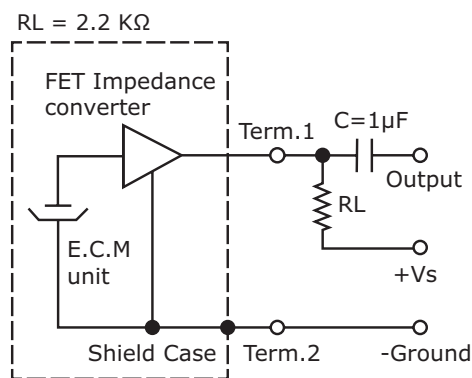 RL = 2.2 KΩ
FET Impedance
converter
Term.1
C=1µF
Output
RL
+Vs
E.C.M
unit
Shield Case
Term.2
-Ground